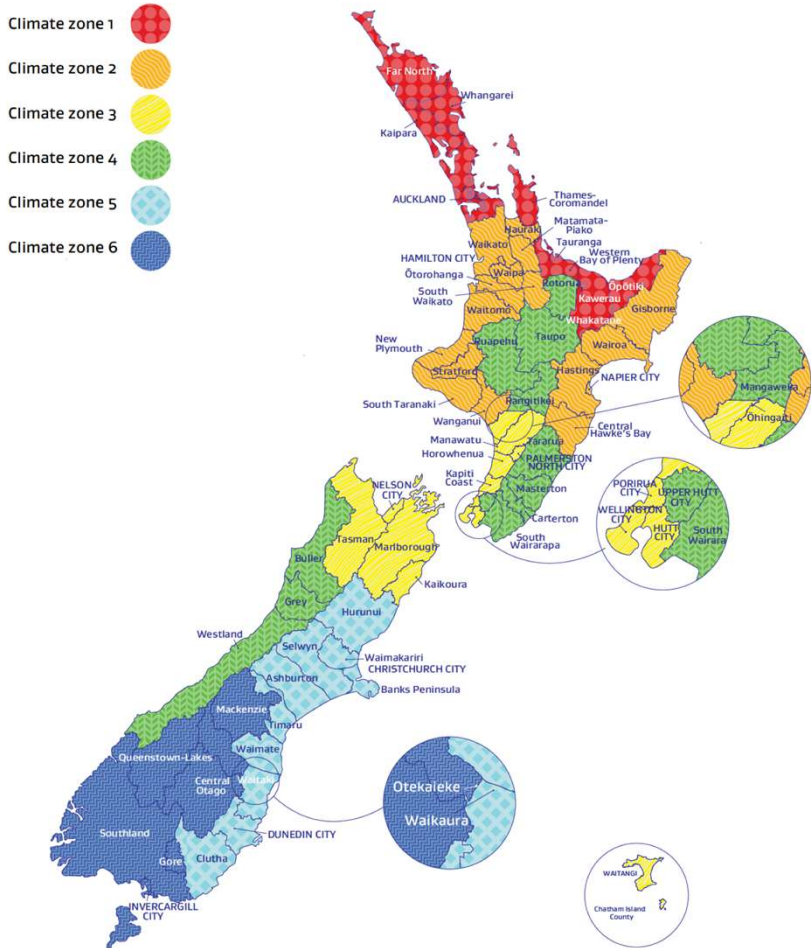 Climate zone 1
Climate zone 2
Climate zone 3
Climate zone 4
Climate zone 5
Climate zone 6
Far North
Whangarei
Kaipara
AUCKLAND
Thames-
Coromandel
Hauraki
Matamata-
Piako
Waikato
Tauranga
HAMILTON CITY
Western
Bay of Plenty
Waipa
Ōtorohanga
Rotorua
Ōpōtiki
South
Waikato
Kawerau
Gisborne
Waitomo
Whakatane
Taupo
Ruapehu
New
Plymouth
Wairoa
Stratford
Hastings
NAPIER CITY
South Taranaki
Rangitikei
Wanganui
Central
Hawke's Bay
Manawatu
Tararua
Horowhenua
PALMERSTON
NORTH CITY
Kapiti
Coast
Masterton
Carterton
South
Wairarapa
Mangaweka
Ōhingaiti
PORIRUA
CITY
UPPER HUTT
CITY
WELLINGTON
CITY
HUTT
CITY
South
Wairara
NELSON
CITY
Tasman
Marlborough
Buller
Kaikoura
Grey
Hurunui
Westland
Selwyn
Waimakariri
CHRISTCHURCH CITY
Ashburton
Banks Peninsula
Mackenzie
Timaru
Waimate
Queenstown-Lakes
Central
Otago
Waitaki
Otekaieke
Waikaura
Southland
DUNEDIN CITY
Gore
Clutha
INVERCARGILL
CITY
WAITANGI
Chatham Island
County